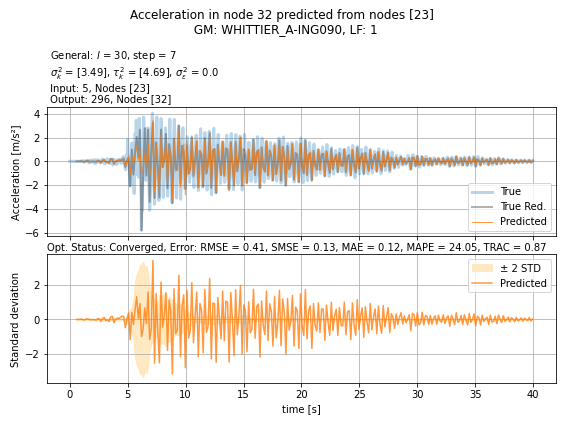 Acceleration in node 32 predicted from nodes [23]
GM: WHITTIER_A-ING090, LF: 1
General: l = 30, step = 7
σ²ₖ = [3.49], τ²ₖ = [4.69], σ²ᵣ = 0.0
Input: 5, Nodes [23]
Output: 296, Nodes [32]
Acceleration [m/s²]
4
2
0
−2
−4
−6
True
True Red.
Predicted
Opt. Status: Converged, Error: RMSE = 0.41, SMSE = 0.13, MAE = 0.12, MAPE = 24.05, TRAC = 0.87
Standard deviation
2
0
−2
± 2 STD
Predicted
0
5
10
15
20
25
30
35
40
time [s]